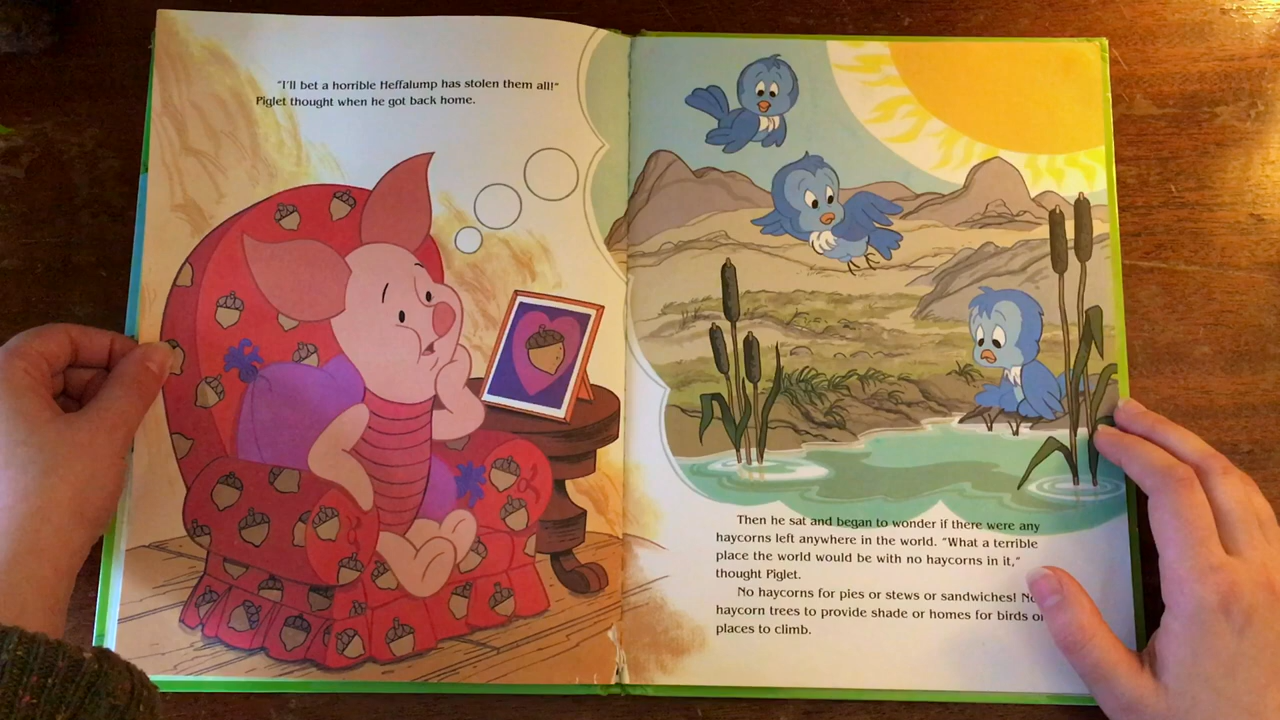 "I'll bet a horrible Heffalump has stolen them all!"
Piglet thought when he got back home.
Then he sat and began to wonder if there were any
haycorns left anywhere in the world. "What a terrible
place the world would be with no haycorns in it,"
thought Piglet.
No haycorns for pies or stews or sandwiches! No
haycorn trees to provide shade or homes for birds or
places to climb.